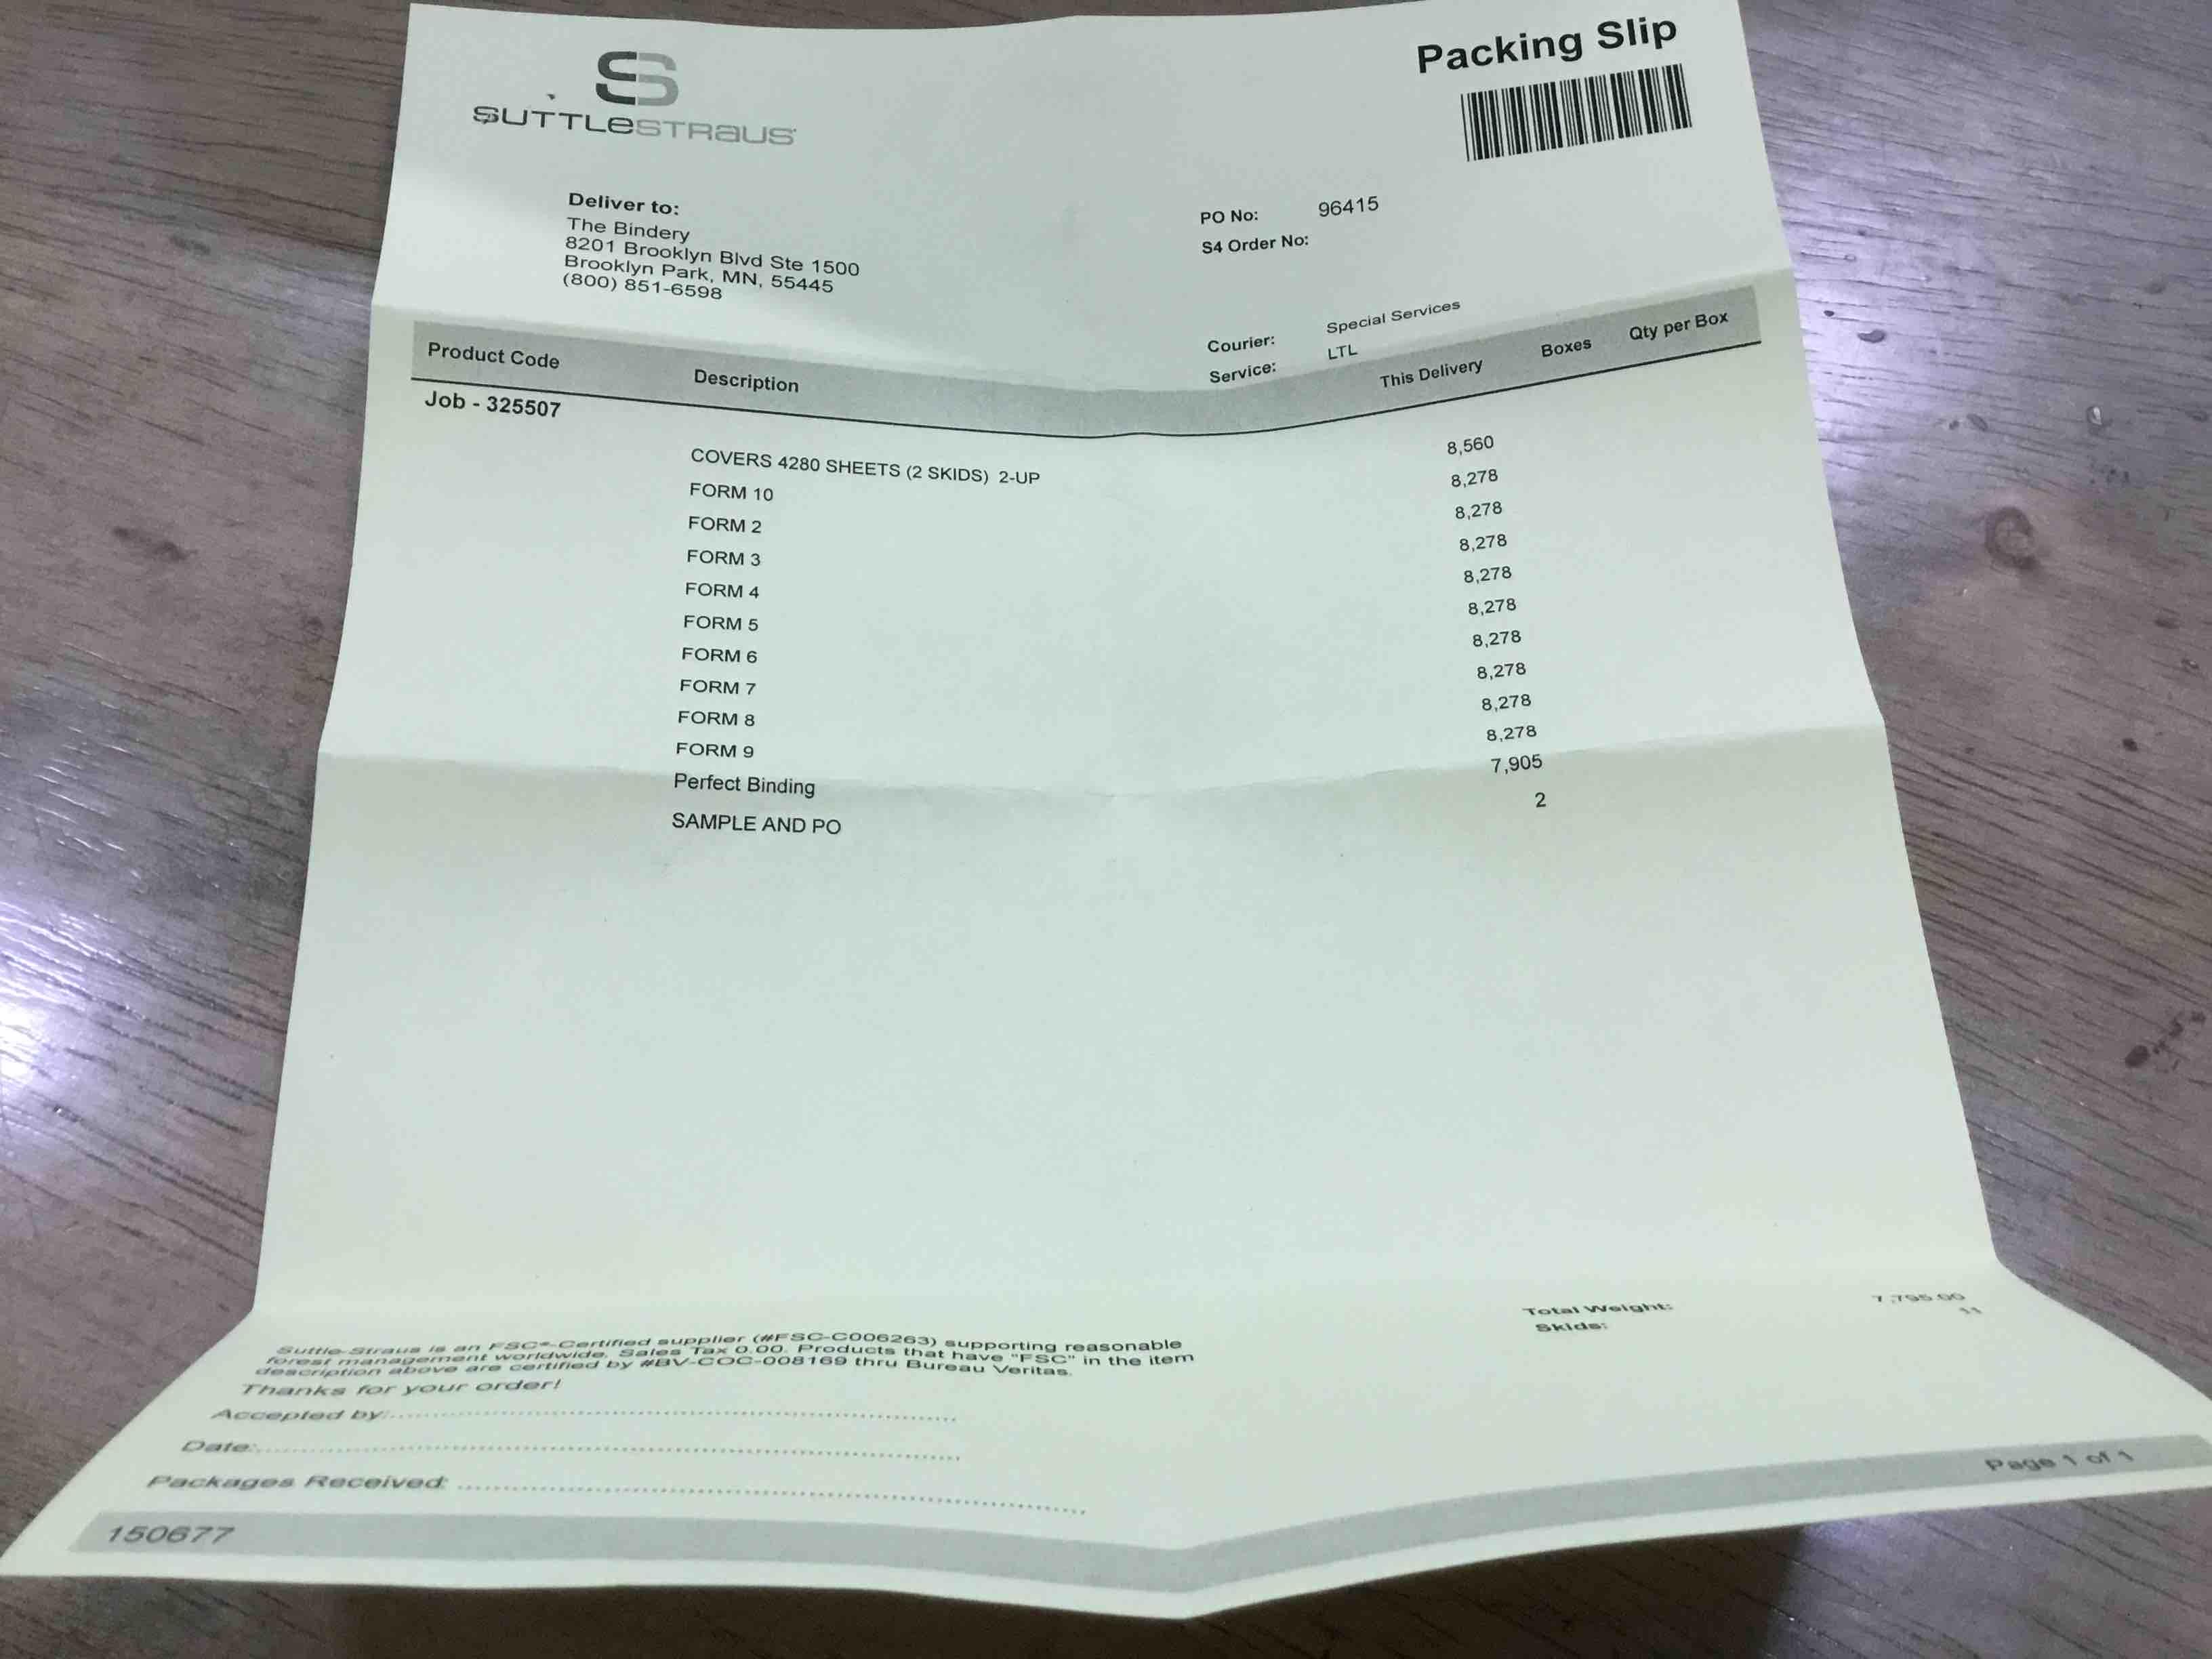 Packing Slip
SUTTLESTRAUS
Deliver to:
The Bindery
8201 Brooklyn Blvd Ste 1500
Brooklyn Park, MN, 55445
(800) 851-6598
PO No: 96415
S4 Order No:
Courier: Special Services
Service: LTL
Product Code Description This Delivery Boxes Qty per Box
Job - 325507
COVERS 4280 SHEETS (2 SKIDS) 2-UP 8,560
FORM 10 8,278
FORM 2 8,278
FORM 3 8,278
FORM 4 8,278
FORM 5 8,278
FORM 6 8,278
FORM 7 8,278
FORM 8 8,278
FORM 9 8,278
Perfect Binding 7,905
SAMPLE AND PO 2
Total Weight: 7,795.00
Skids: 11
Suttle-Straus is an FSC®-Certified supplier (#FSC-C006263) supporting reasonable
forest management worldwide. Sales Tax 0.00. Products that have "FSC" in the item
description above are certified by #BV-COC-008169 thru Bureau Veritas.
Thanks for your order!
Accepted by:
Date:
Packages Received:
150677 Page 1 of 1